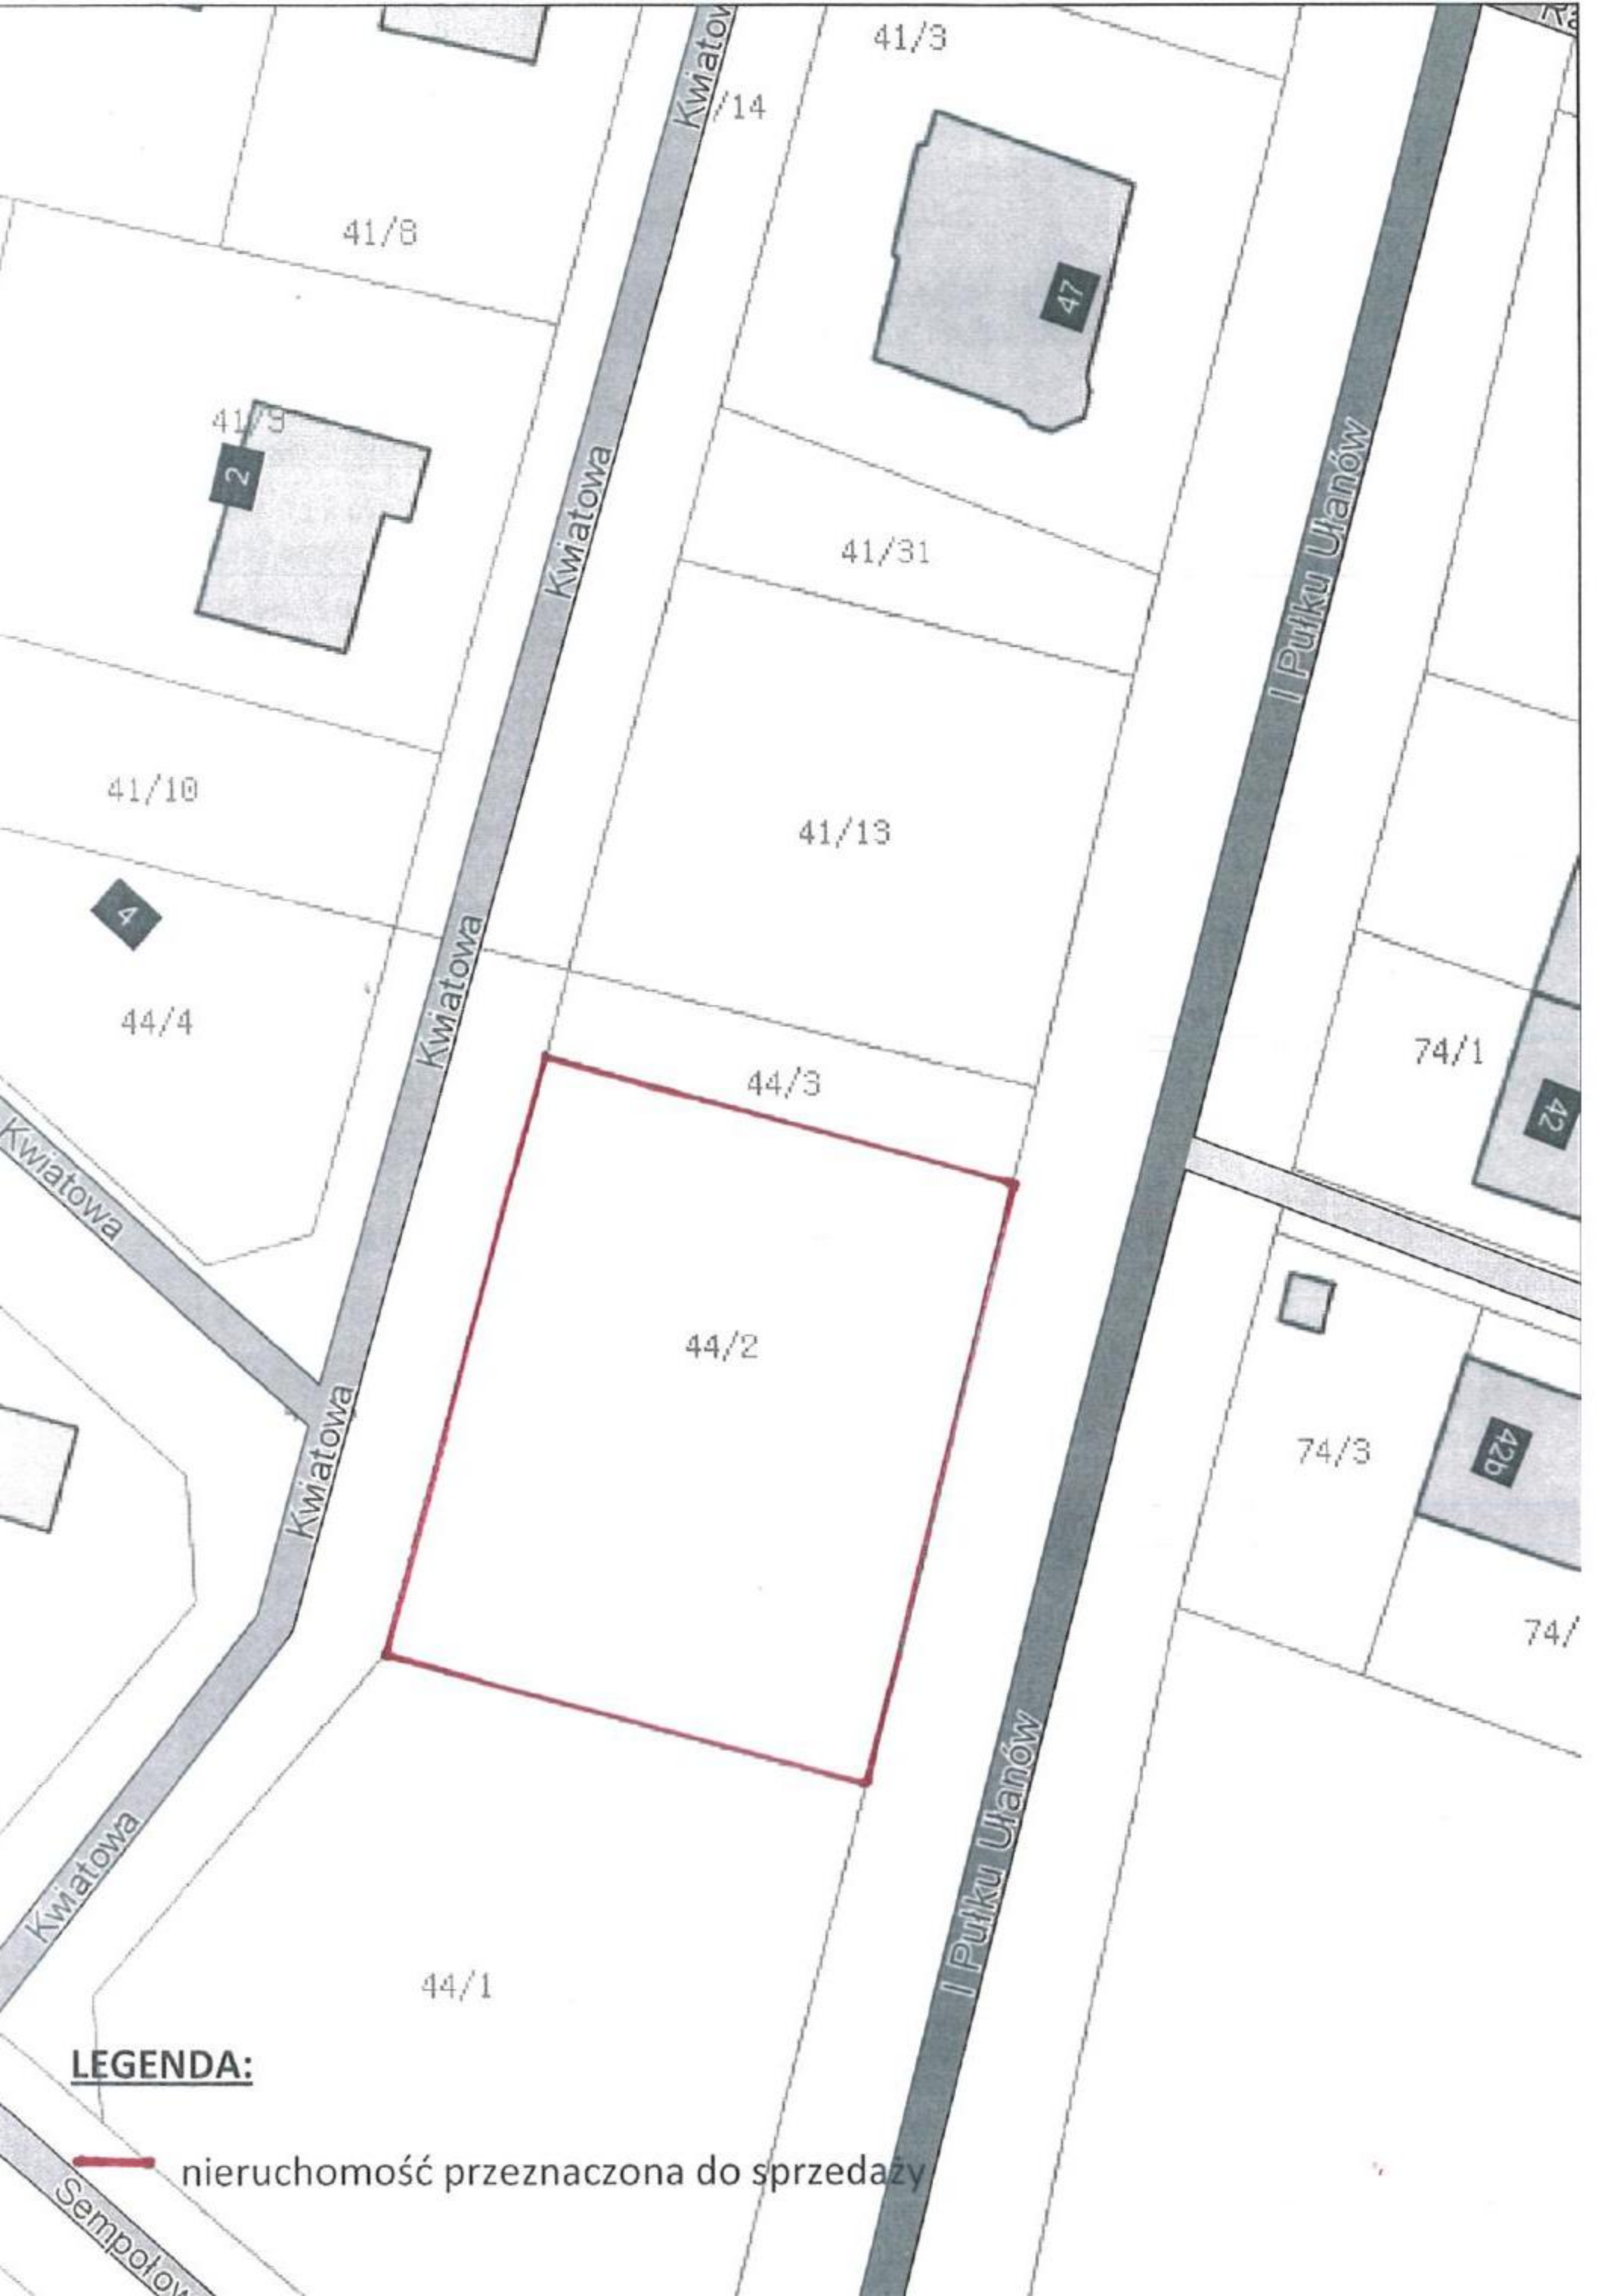 41/3
/14
41/8
47
41/9
2
Kwiatowa
I Pułku Ułanów
41/31
41/10
41/13
4
Kwiatowa
44/4
74/1
44/3
42
Kwiatowa
44/2
Kwiatowa
74/3
42b
74/
I Pułku Ułanów
Kwiatowa
44/1
LEGENDA:
nieruchomość przeznaczona do sprzedaży